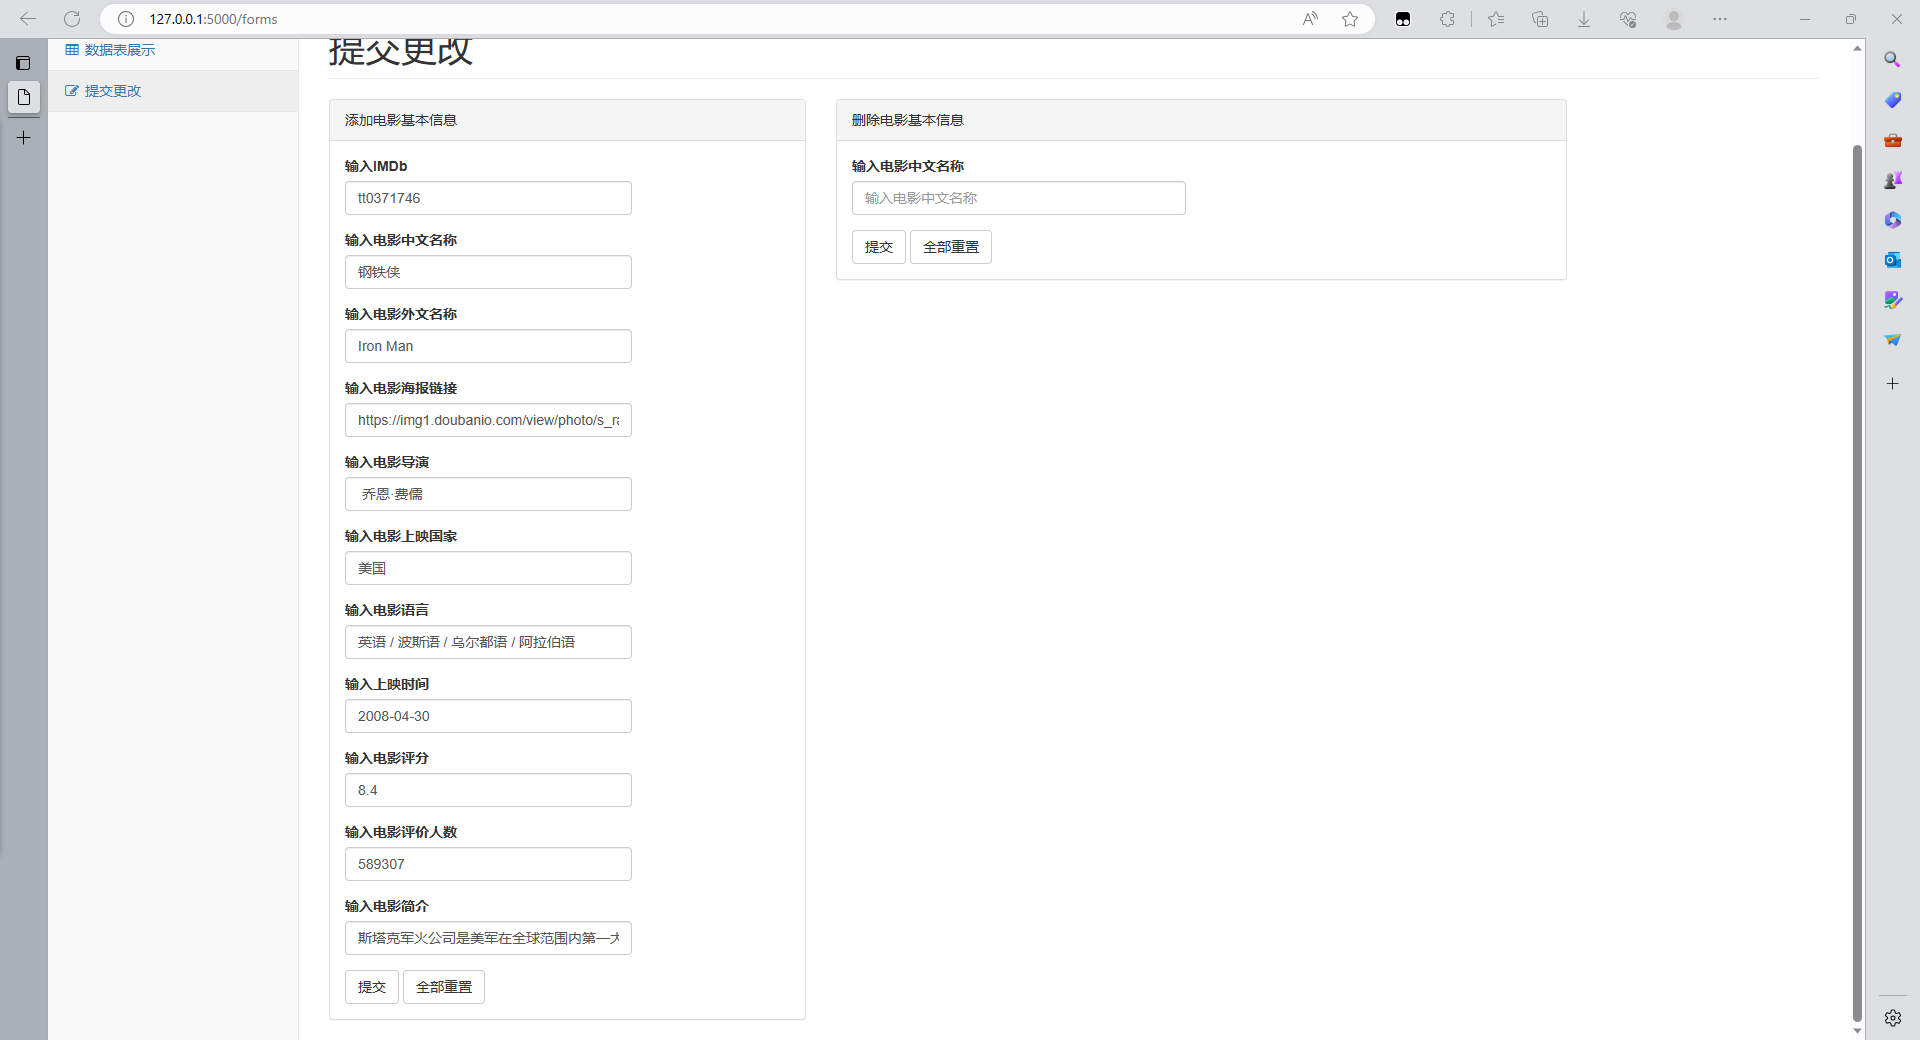 127.0.0.1:5000/forms
数据表展示
提交更改
提交更改
添加电影基本信息
输入IMDb
tt0371746
输入电影中文名称
钢铁侠
输入电影外文名称
Iron Man
输入电影海报链接
https://img1.doubanio.com/view/photo/s_ra
输入电影导演
乔恩·费儒
输入电影上映国家
美国
输入电影语言
英语 / 波斯语 / 乌尔都语 / 阿拉伯语
输入上映时间
2008-04-30
输入电影评分
8.4
输入电影评价人数
589307
输入电影简介
斯塔克军火公司是美军在全球范围内第一大
提交 全部重置
删除电影基本信息
输入电影中文名称
输入电影中文名称
提交 全部重置